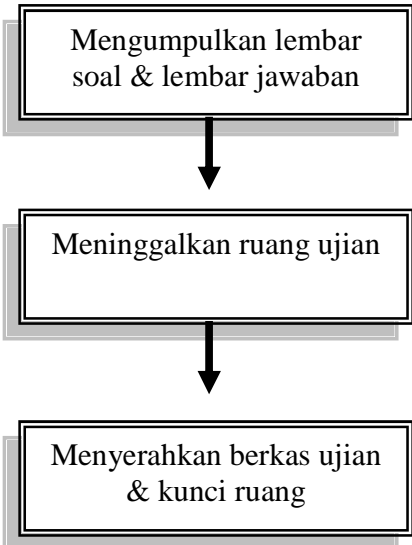 Mengumpulkan lembar
soal & lembar jawaban
Meninggalkan ruang ujian
Menyerahkan berkas ujian
& kunci ruang